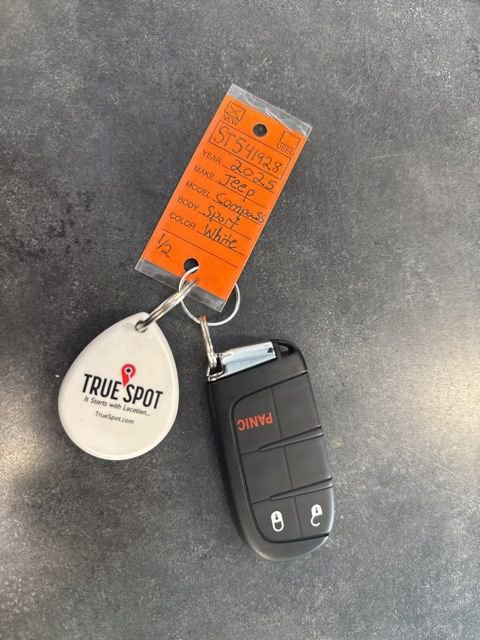 NEW
USED
ST541928
YEAR 2025
MAKE Jeep
MODEL Compass
BODY Sport
COLOR White
1/2
TRUE SPOT
It Starts with Location...
TrueSpot.com
PANIC